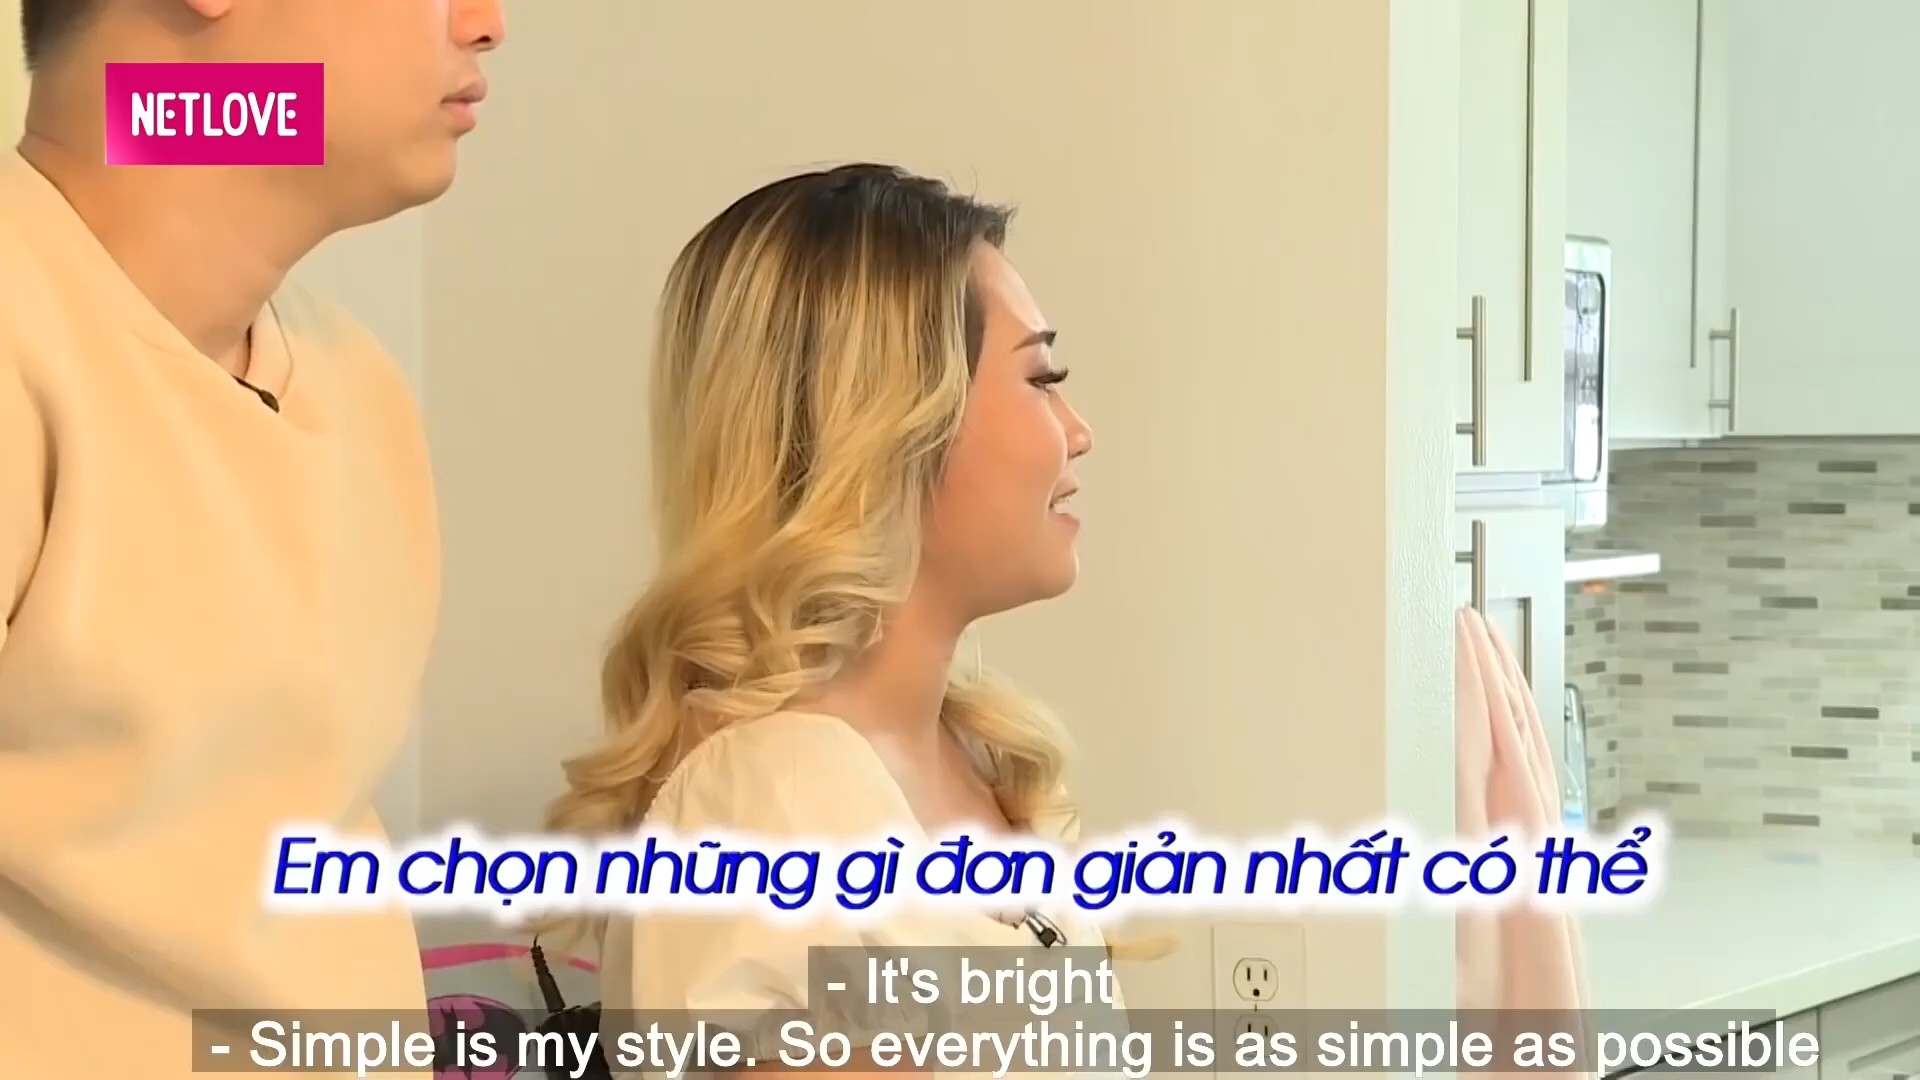 NETLOVE
Em chọn những gì đơn giản nhất có thể
- It's bright
- Simple is my style. So everything is as simple as possible